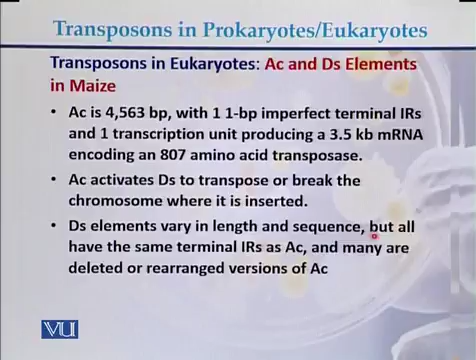 Transposons in Prokaryotes/Eukaryotes
Transposons in Eukaryotes: Ac and Ds Elements
in Maize
• Ac is 4,563 bp, with 1 1-bp imperfect terminal IRs
and 1 transcription unit producing a 3.5 kb mRNA
encoding an 807 amino acid transposase.
• Ac activates Ds to transpose or break the
chromosome where it is inserted.
• Ds elements vary in length and sequence, but all
have the same terminal IRs as Ac, and many are
deleted or rearranged versions of Ac
VU